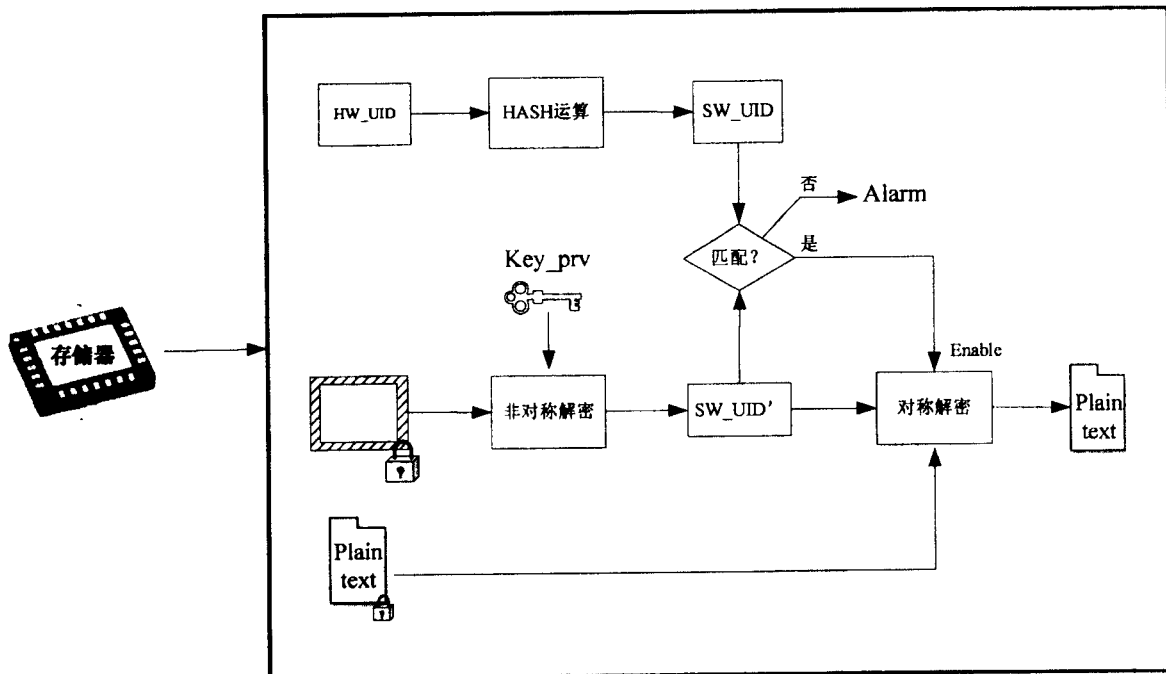 HW_UID
HASH运算
SW_UID
否
Alarm
匹配?
是
Key_prv
存储器
Enable
非对称解密
SW_UID'
对称解密
Plain
text
Plain
text